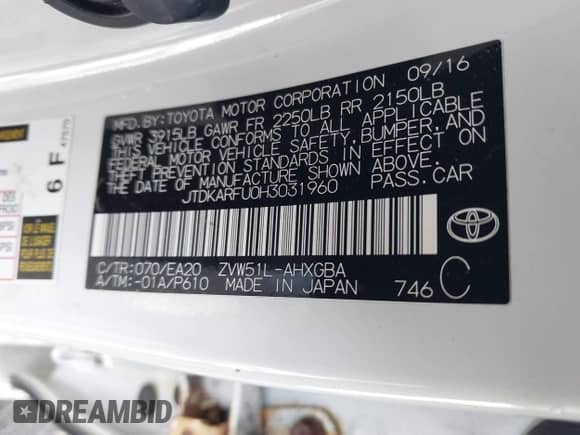 MFD.BY:TOYOTA MOTOR CORPORATION 09/16
GVWR 3915LB GAWR FR 2250LB RR 2150LB
THIS VEHICLE CONFORMS TO ALL APPLICABLE
FEDERAL MOTOR VEHICLE SAFETY,BUMPER,AND
THEFT PREVENTION STANDARDS IN EFFECT ON
THE DATE OF MANUFACTURE SHOWN ABOVE.
JTDKARFU0H3031960 PASS.CAR
C/TR:070/EA20 ZVW51L-AHXGBA
A/TM:-01A/P610 MADE IN JAPAN 746 C
TOYOTA
6 F
DREAMBID